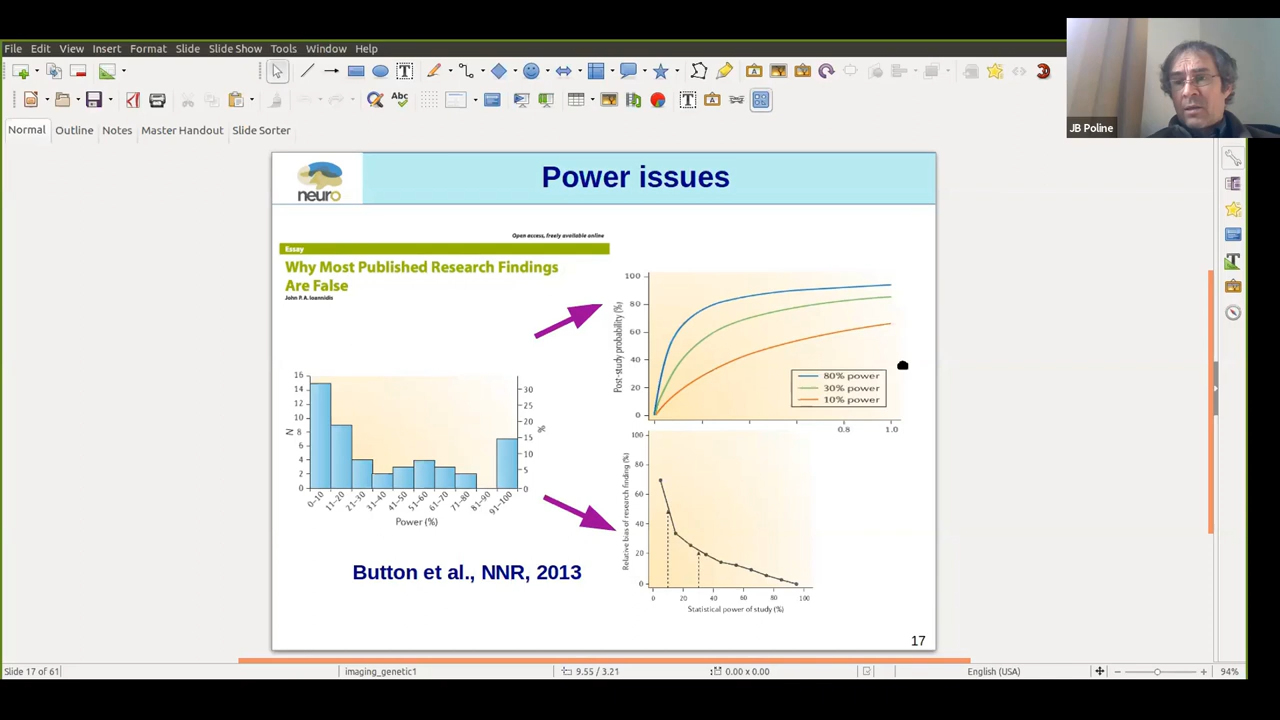 File Edit View Insert Format Slide Slide Show Tools Window Help
Abc
Normal Outline Notes Master Handout Slide Sorter
JB Poline
neuro
Power issues
Open access, freely available online
Essay
Why Most Published Research Findings
Are False
John P. A. Ioannidis
16
14
12
10
8
6
4
2
0
N
30
25
20
15
10
5
0
%
0–10 11–20 21–30 31–40 41–50 51–60 61–70 71–80 81–90 91–100
Power (%)
Button et al., NNR, 2013
100
80
60
40
20
0
Post-study probability (%)
80% power
30% power
10% power
0.8 1.0
100
80
60
40
20
0
Relative bias of research finding (%)
0 20 40 60 80 100
Statistical power of study (%)
17
Slide 17 of 61 imaging_genetic1 9.55 / 3.21 0.00 x 0.00 English (USA) 94%